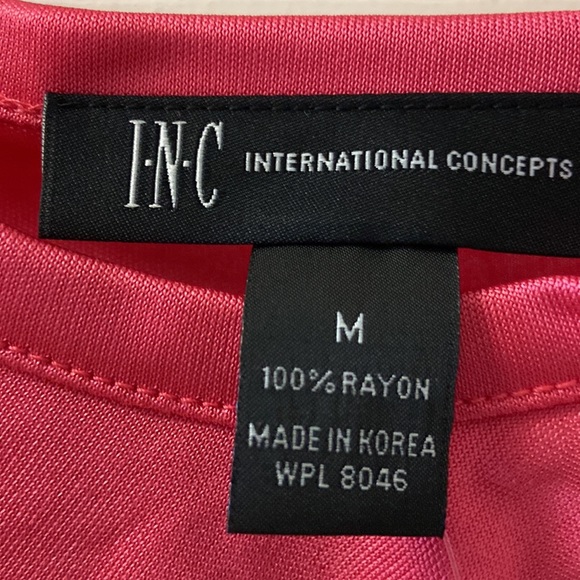 I·N·C INTERNATIONAL CONCEPTS
M
100% RAYON
MADE IN KOREA
WPL 8046